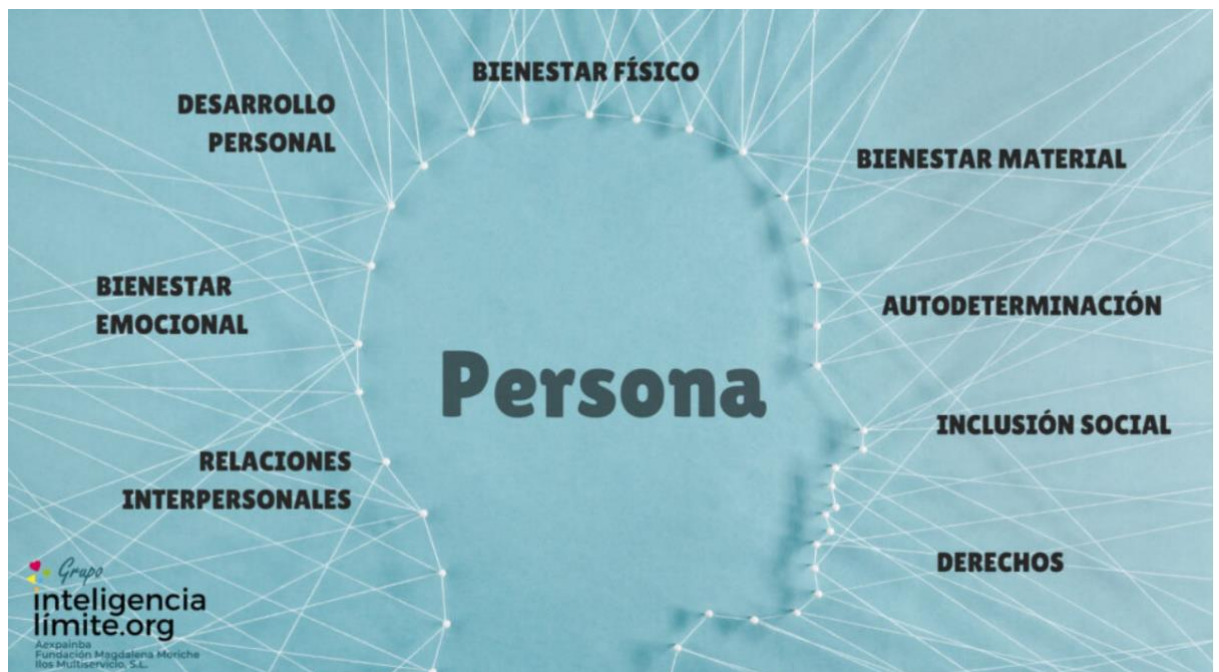 BIENESTAR FÍSICO
DESARROLLO
PERSONAL
BIENESTAR MATERIAL
BIENESTAR
EMOCIONAL
AUTODETERMINACIÓN
Persona
INCLUSIÓN SOCIAL
RELACIONES
INTERPERSONALES
DERECHOS
Grupo
inteligencia
límite.org
Aexpainba
Fundación Magdalena Moriche
Ilos Multiservicio, S.L.